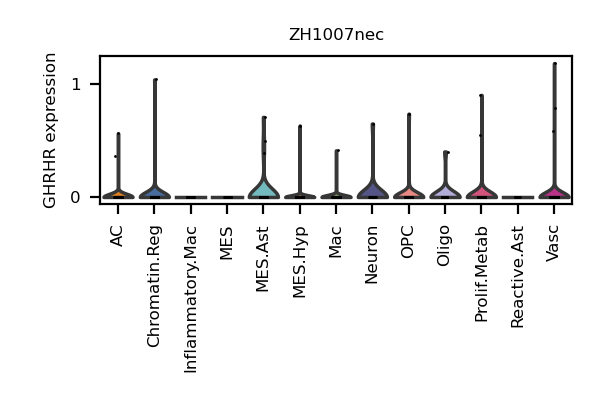 ZH1007nec
GHRHR expression
1
0
AC
Chromatin.Reg
Inflammatory.Mac
MES
MES.Ast
MES.Hyp
Mac
Neuron
OPC
Oligo
Prolif.Metab
Reactive.Ast
Vasc